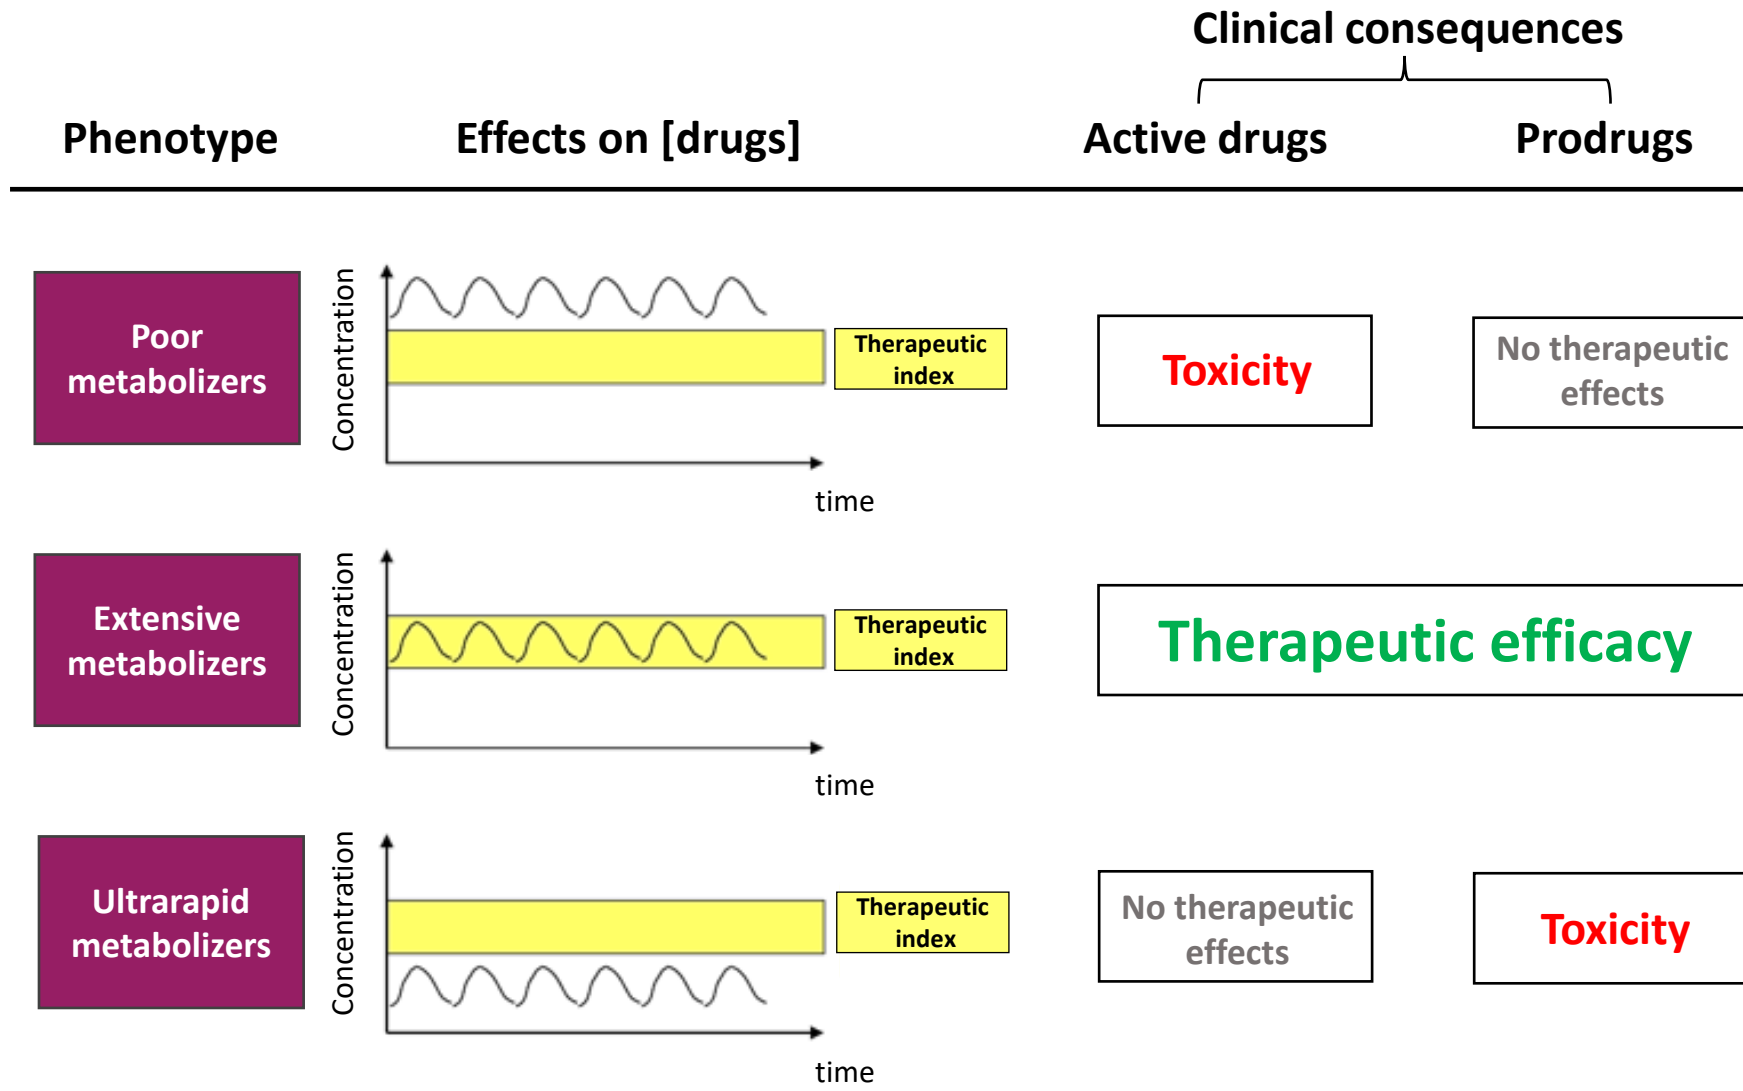 Clinical consequences
Phenotype
Effects on [drugs]
Active drugs
Prodrugs
Poor
metabolizers
Concentration
time
Therapeutic
index
Toxicity
No therapeutic
effects
Extensive
metabolizers
Concentration
time
Therapeutic
index
Therapeutic efficacy
Ultrarapid
metabolizers
Concentration
time
Therapeutic
index
No therapeutic
effects
Toxicity